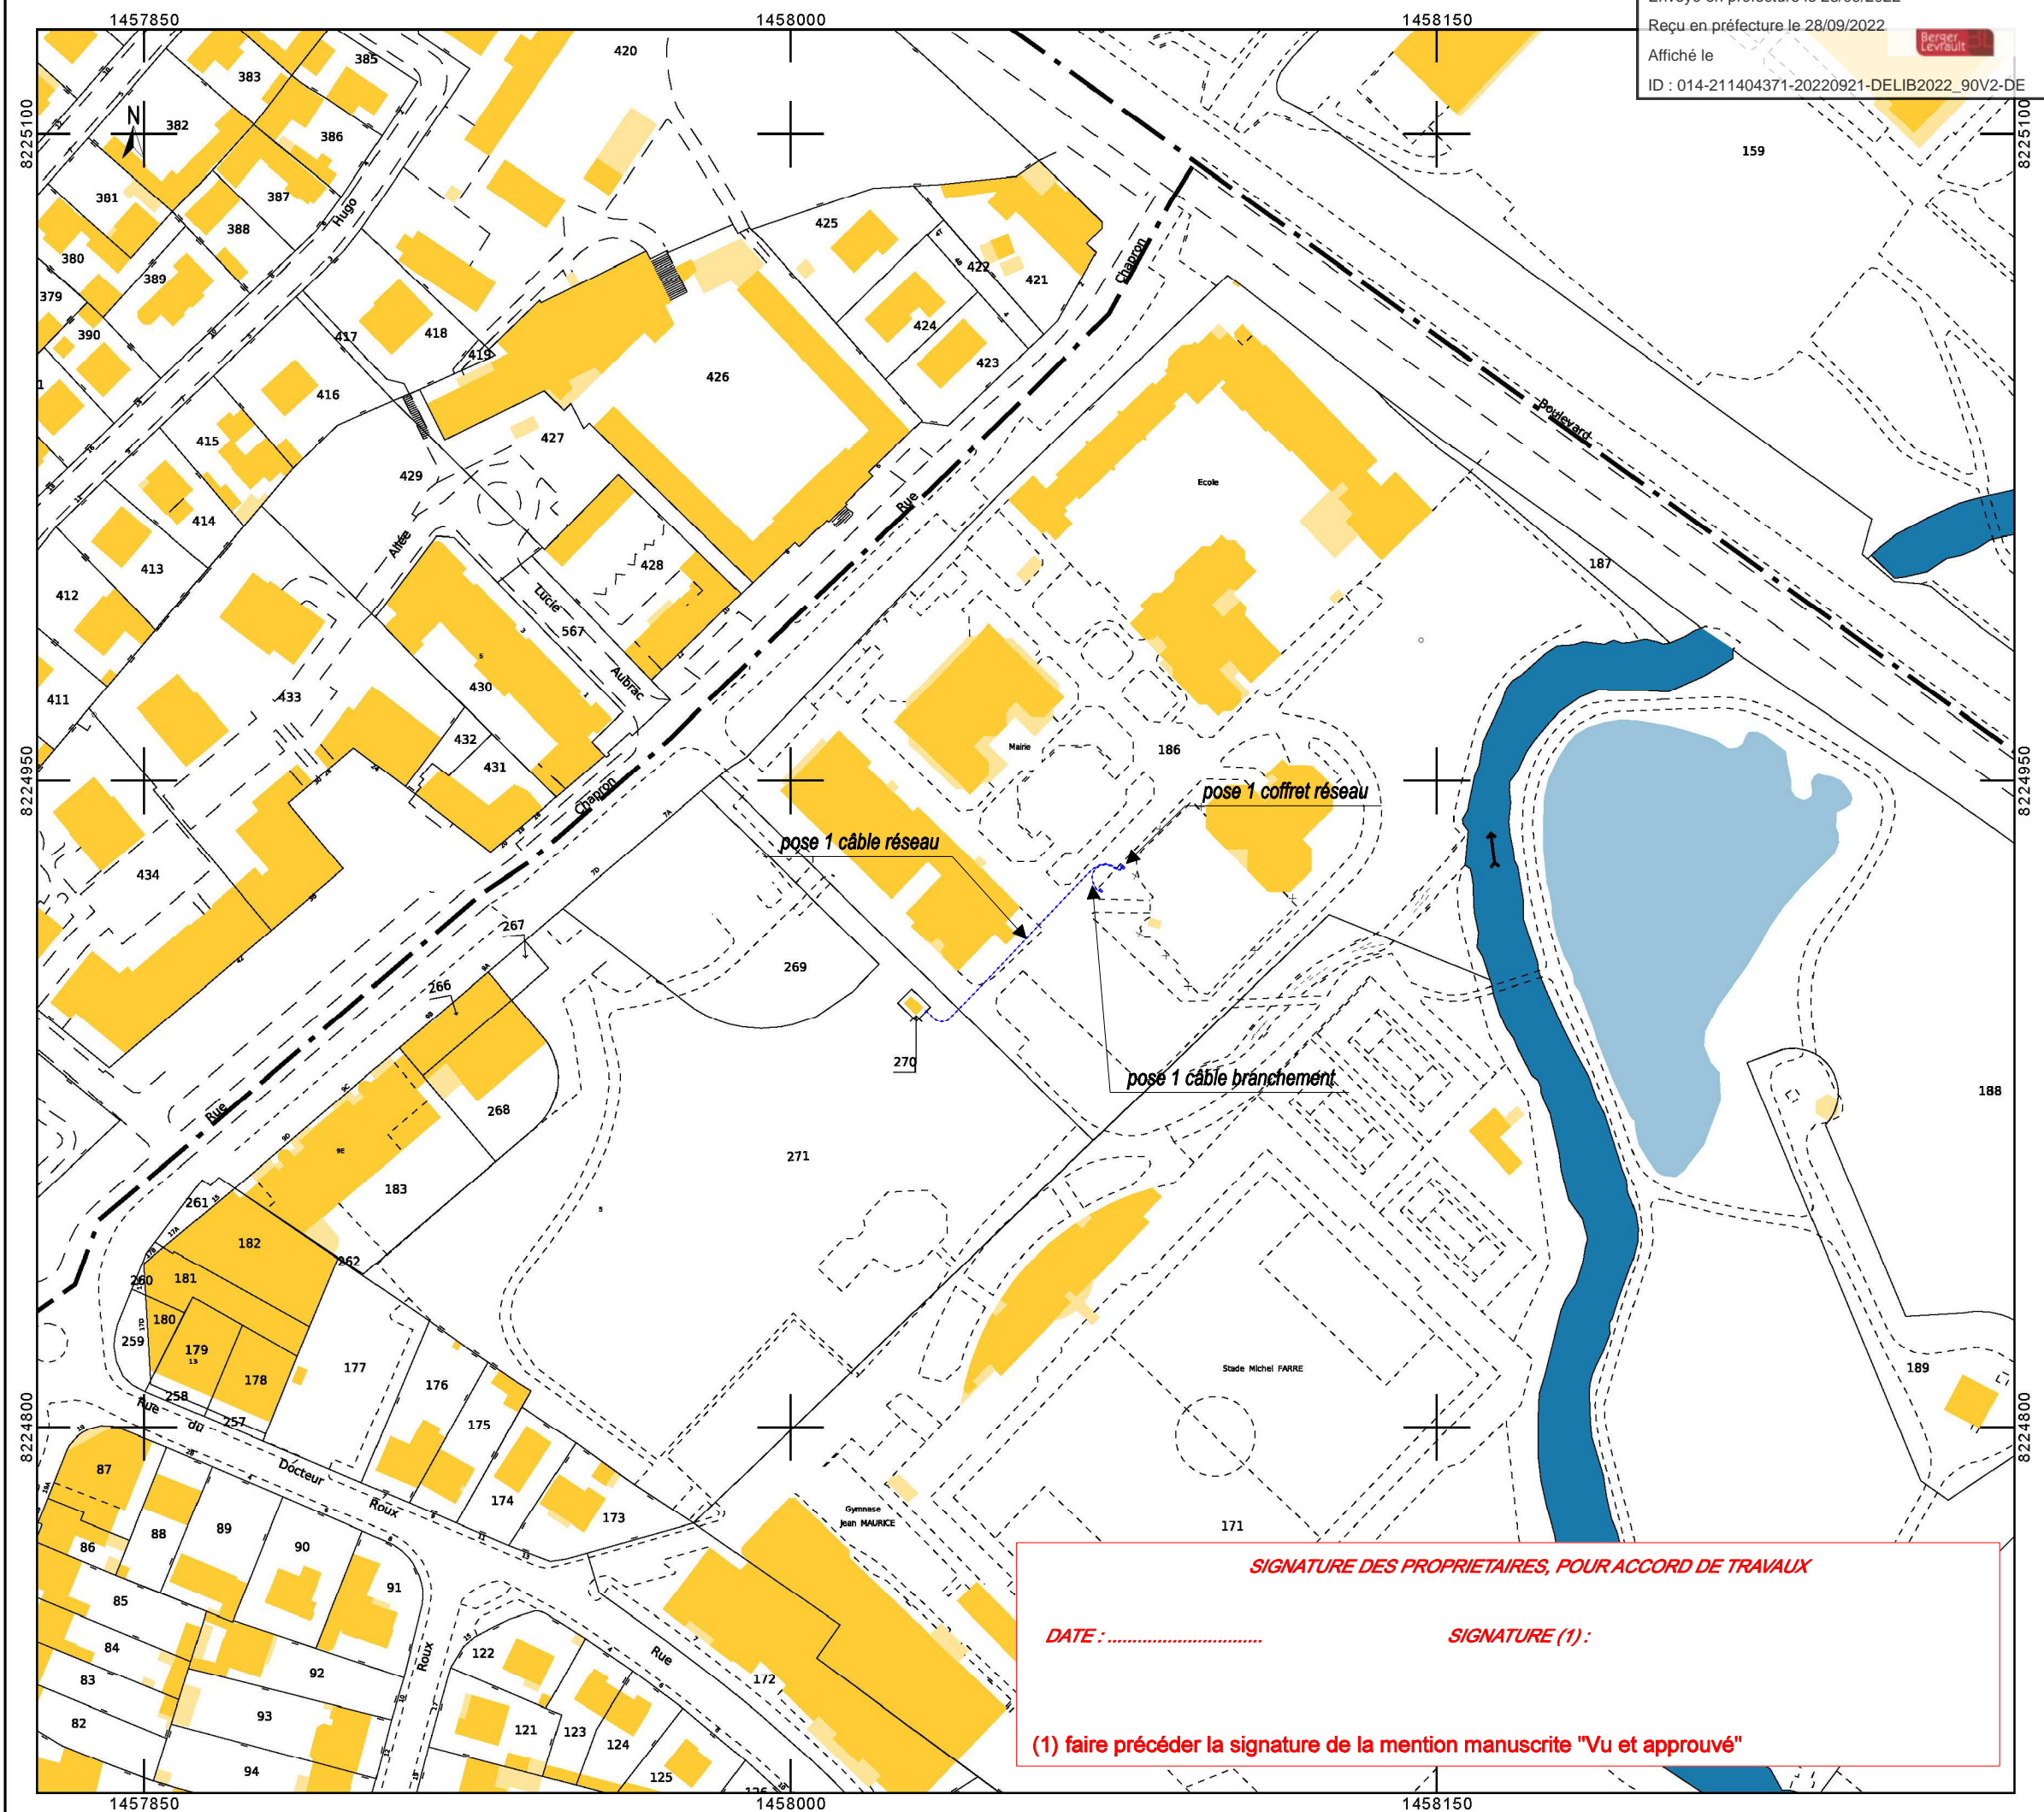 1457850
1458000
1458150
Reçu en préfecture le 28/09/2022
Affiché le
Berger
Levrault
ID : 014-211404371-20220921-DELIB2022_90V2-DE
8225100
8225100
N
420
385
383
382
386
159
381
387
388
Hugo
425
380
389
422
421
Chapron
379
390
417
418
424
419
423
416
426
Boulevard
415
427
429
Ecole
414
Rue
Allée
413
428
187
412
Lucie
567
Aubrac
411
430
433
432
Mairie
186
431
8224950
8224950
Chapron
pose 1 coffret réseau
7A
pose 1 câble réseau
434
7D
267
269
266
270
pose 1 câble branchement
188
Rue
268
9E
271
183
261
182
262
260
181
180
259
179
13
178
177
176
258
257
175
Stade Michel FARRE
189
8224800
8224800
Rue
du
Docteur
Roux
87
174
173
Gymnase
Jean MAURICE
171
88
89
90
86
91
85
84
83
82
92
93
94
Roux
122
121
123
124
125
Rue
172
SIGNATURE DES PROPRIETAIRES, POUR ACCORD DE TRAVAUX
DATE : ...............................
SIGNATURE (1) :
(1) faire précéder la signature de la mention manuscrite "Vu et approuvé"
1457850
1458000
1458150